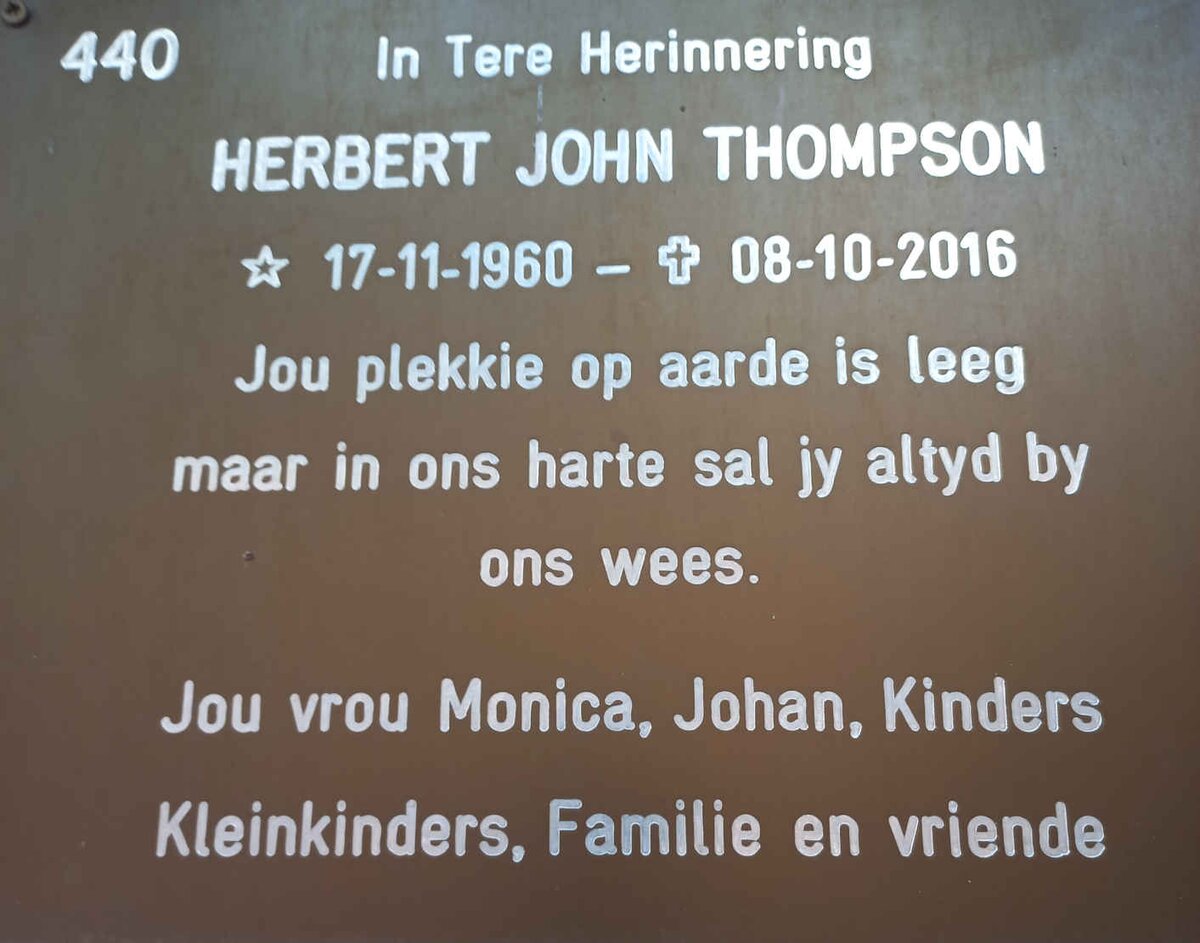 440 In Tere Herinnering
HERBERT JOHN THOMPSON
☆ 17-11-1960 – ✞ 08-10-2016
Jou plekkie op aarde is leeg
maar in ons harte sal jy altyd by
ons wees.
Jou vrou Monica, Johan, Kinders
Kleinkinders, Familie en vriende